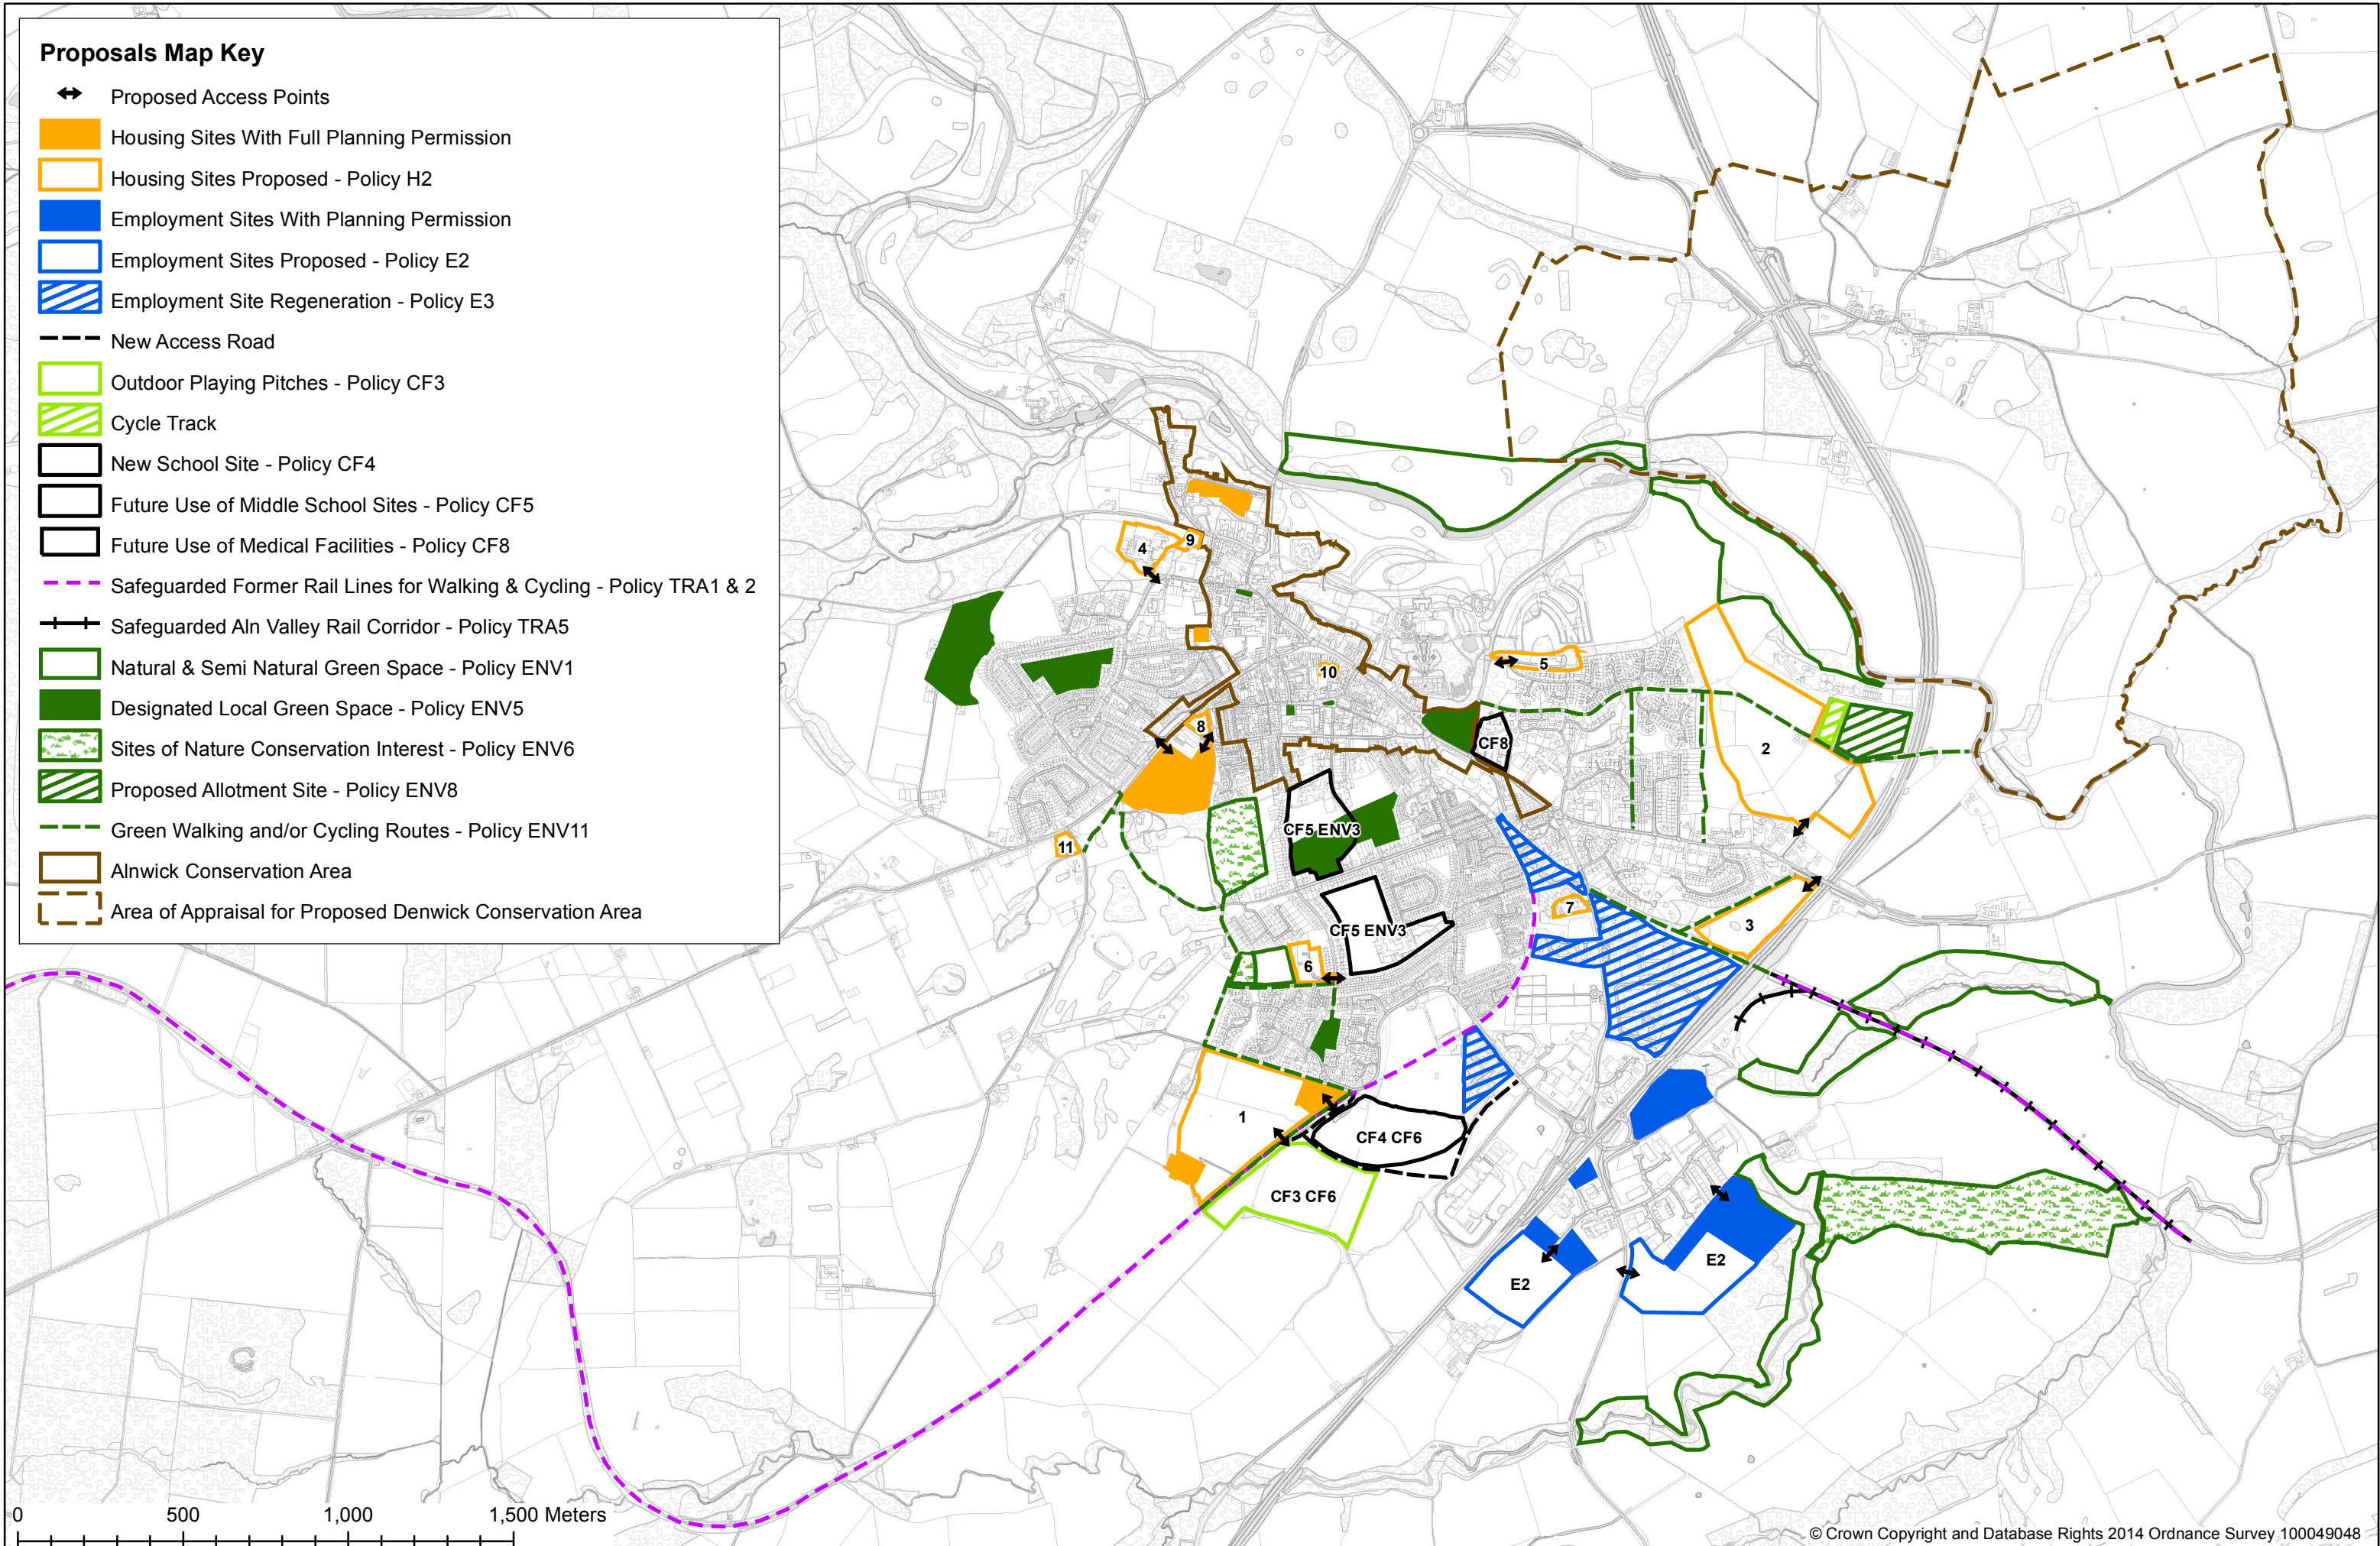 Proposals Map Key
Proposed Access Points
Housing Sites With Full Planning Permission
Housing Sites Proposed - Policy H2
Employment Sites With Planning Permission
Employment Sites Proposed - Policy E2
Employment Site Regeneration - Policy E3
New Access Road
Outdoor Playing Pitches - Policy CF3
Cycle Track
New School Site - Policy CF4
Future Use of Middle School Sites - Policy CF5
Future Use of Medical Facilities - Policy CF8
Safeguarded Former Rail Lines for Walking & Cycling - Policy TRA1 & 2
Safeguarded Aln Valley Rail Corridor - Policy TRA5
Natural & Semi Natural Green Space - Policy ENV1
Designated Local Green Space - Policy ENV5
Sites of Nature Conservation Interest - Policy ENV6
Proposed Allotment Site - Policy ENV8
Green Walking and/or Cycling Routes - Policy ENV11
Alnwick Conservation Area
Area of Appraisal for Proposed Denwick Conservation Area
9
4
5
10
8
CF8
2
CF5 ENV3
11
7
3
CF5 ENV3
6
1
CF4 CF6
CF3 CF6
E2
E2
0 500 1,000 1,500 Meters
© Crown Copyright and Database Rights 2014 Ordnance Survey 100049048